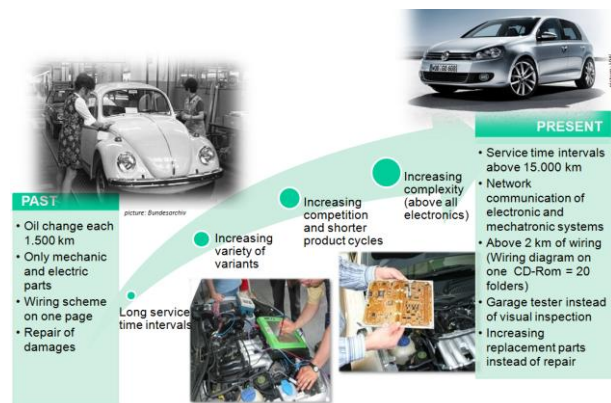 PAST
• Oil change each
1.500 km
• Only mechanic
and electric
parts
• Wiring scheme
on one page
• Repair of
damages
picture: Bundesarchiv
Long service
time intervals
Increasing
variety of
variants
Increasing
competition
and shorter
product cycles
Increasing
complexity
(above all
electronics)
PRESENT
• Service time intervals
above 15.000 km
• Network
communication of
electronic and
mechatronic systems
• Above 2 km of wiring
(Wiring diagram on
one CD-Rom = 20
folders)
• Garage tester instead
of visual inspection
• Increasing
replacement parts
instead of repair